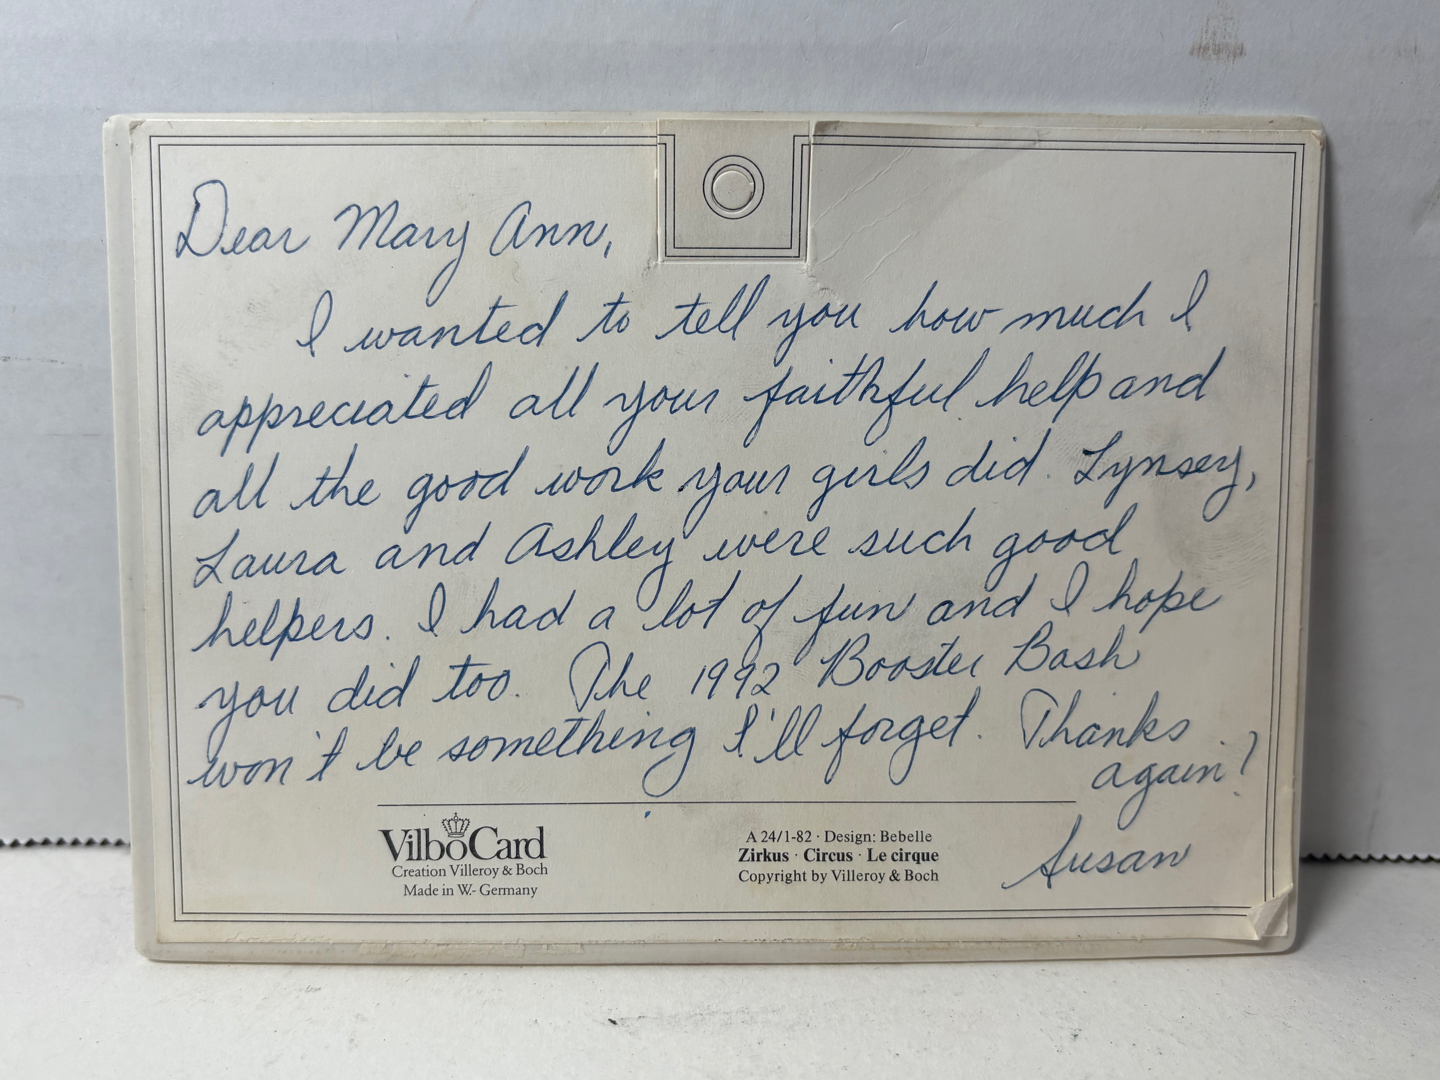 Dear Mary Ann,
I wanted to tell you how much I
appreciated all your faithful help and
all the good work your girls did. Lynsey,
Laura and Ashley were such good
helpers. I had a lot of fun and I hope
you did too. The 1992 Booster Bash
won't be something I'll forget. Thanks
again!
Susan
VilboCard
Creation Villeroy & Boch
Made in W.- Germany
A 24/1-82 · Design: Bebelle
Zirkus · Circus · Le cirque
Copyright by Villeroy & Boch